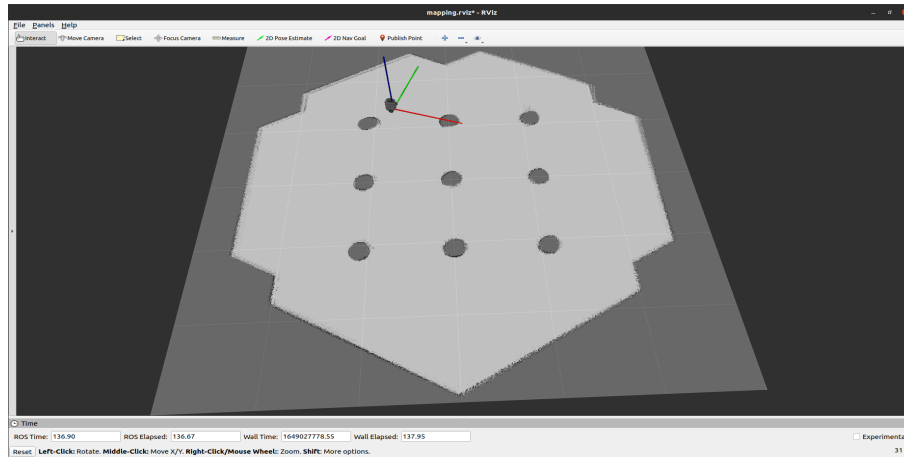 mapping.rviz* - RViz
File Panels Help
Interact Move Camera Select Focus Camera Measure 2D Pose Estimate 2D Nav Goal Publish Point
Time
ROS Time: 136.90 ROS Elapsed: 136.67 Wall Time: 1649027778.55 Wall Elapsed: 137.95 Experimenta
Reset Left-Click: Rotate. Middle-Click: Move X/Y. Right-Click/Mouse Wheel:: Zoom. Shift: More options. 31